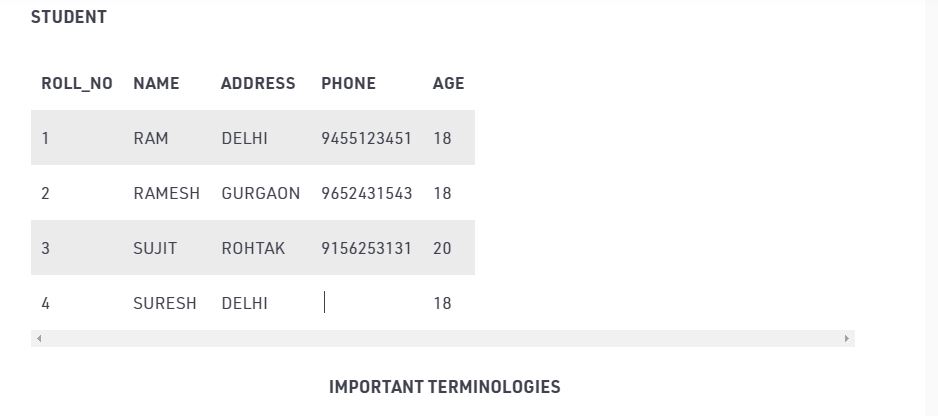 STUDENT
ROLL_NO NAME ADDRESS PHONE AGE
1 RAM DELHI 9455123451 18
2 RAMESH GURGAON 9652431543 18
3 SUJIT ROHTAK 9156253131 20
4 SURESH DELHI 18
IMPORTANT TERMINOLOGIES